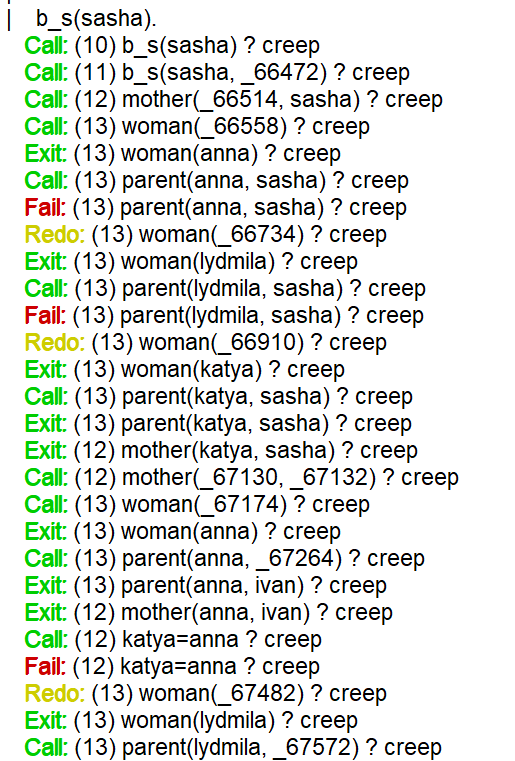 | b_s(sasha).
Call: (10) b_s(sasha) ? creep
Call: (11) b_s(sasha, _66472) ? creep
Call: (12) mother(_66514, sasha) ? creep
Call: (13) woman(_66558) ? creep
Exit: (13) woman(anna) ? creep
Call: (13) parent(anna, sasha) ? creep
Fail: (13) parent(anna, sasha) ? creep
Redo: (13) woman(_66734) ? creep
Exit: (13) woman(lydmila) ? creep
Call: (13) parent(lydmila, sasha) ? creep
Fail: (13) parent(lydmila, sasha) ? creep
Redo: (13) woman(_66910) ? creep
Exit: (13) woman(katya) ? creep
Call: (13) parent(katya, sasha) ? creep
Exit: (13) parent(katya, sasha) ? creep
Exit: (12) mother(katya, sasha) ? creep
Call: (12) mother(_67130, _67132) ? creep
Call: (13) woman(_67174) ? creep
Exit: (13) woman(anna) ? creep
Call: (13) parent(anna, _67264) ? creep
Exit: (13) parent(anna, ivan) ? creep
Exit: (12) mother(anna, ivan) ? creep
Call: (12) katya=anna ? creep
Fail: (12) katya=anna ? creep
Redo: (13) woman(_67482) ? creep
Exit: (13) woman(lydmila) ? creep
Call: (13) parent(lydmila, _67572) ? creep